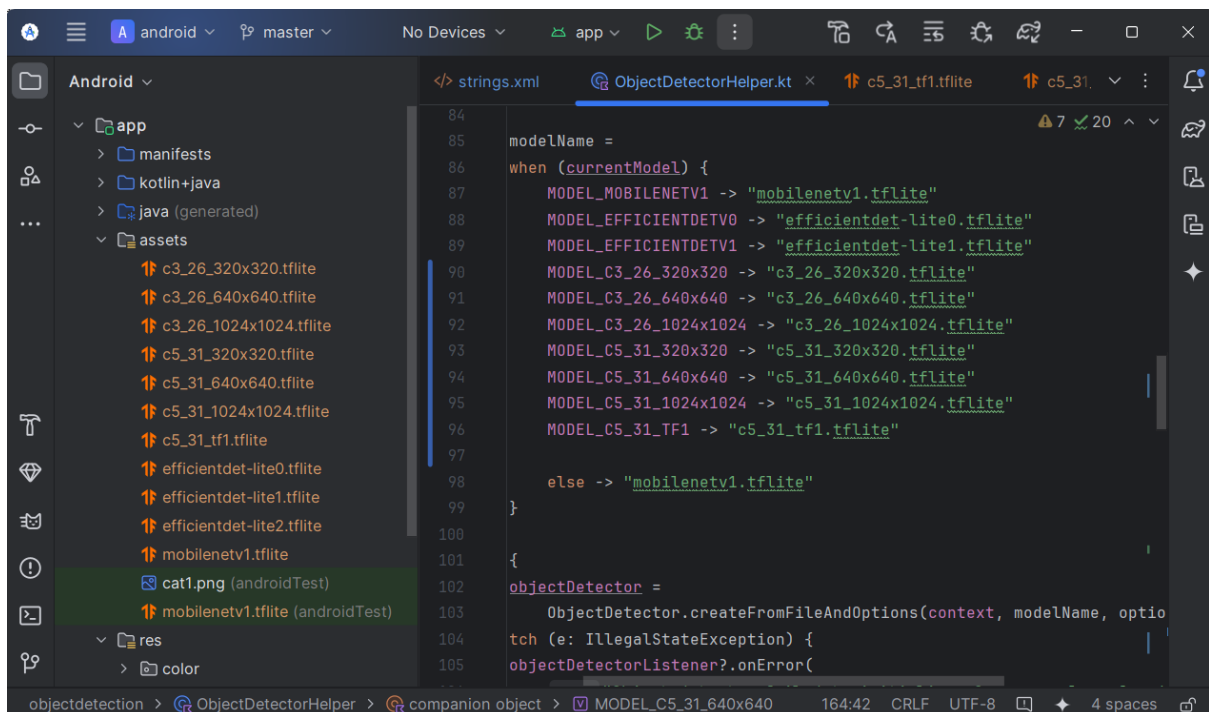 A android master No Devices app
Android
app
manifests
kotlin+java
java (generated)
assets
c3_26_320x320.tflite
c3_26_640x640.tflite
c3_26_1024x1024.tflite
c5_31_320x320.tflite
c5_31_640x640.tflite
c5_31_1024x1024.tflite
c5_31_tf1.tflite
efficientdet-lite0.tflite
efficientdet-lite1.tflite
efficientdet-lite2.tflite
mobilenetv1.tflite
cat1.png (androidTest)
mobilenetv1.tflite (androidTest)
res
color
</> strings.xml ObjectDetectorHelper.kt c5_31_tf1.tflite c5_31
7 20
84
85 modelName =
86 when (currentModel) {
87 MODEL_MOBILENETV1 -> "mobilenetv1.tflite"
88 MODEL_EFFICIENTDETV0 -> "efficientdet-lite0.tflite"
89 MODEL_EFFICIENTDETV1 -> "efficientdet-lite1.tflite"
90 MODEL_C3_26_320x320 -> "c3_26_320x320.tflite"
91 MODEL_C3_26_640x640 -> "c3_26_640x640.tflite"
92 MODEL_C3_26_1024x1024 -> "c3_26_1024x1024.tflite"
93 MODEL_C5_31_320x320 -> "c5_31_320x320.tflite"
94 MODEL_C5_31_640x640 -> "c5_31_640x640.tflite"
95 MODEL_C5_31_1024x1024 -> "c5_31_1024x1024.tflite"
96 MODEL_C5_31_TF1 -> "c5_31_tf1.tflite"
97
98 else -> "mobilenetv1.tflite"
99 }
100
101 {
102 objectDetector =
103 ObjectDetector.createFromFileAndOptions(context, modelName, optio
104 tch (e: IllegalStateException) {
105 objectDetectorListener?.onError(
objectdetection > ObjectDetectorHelper > companion object > MODEL_C5_31_640x640 164:42 CRLF UTF-8 4 spaces